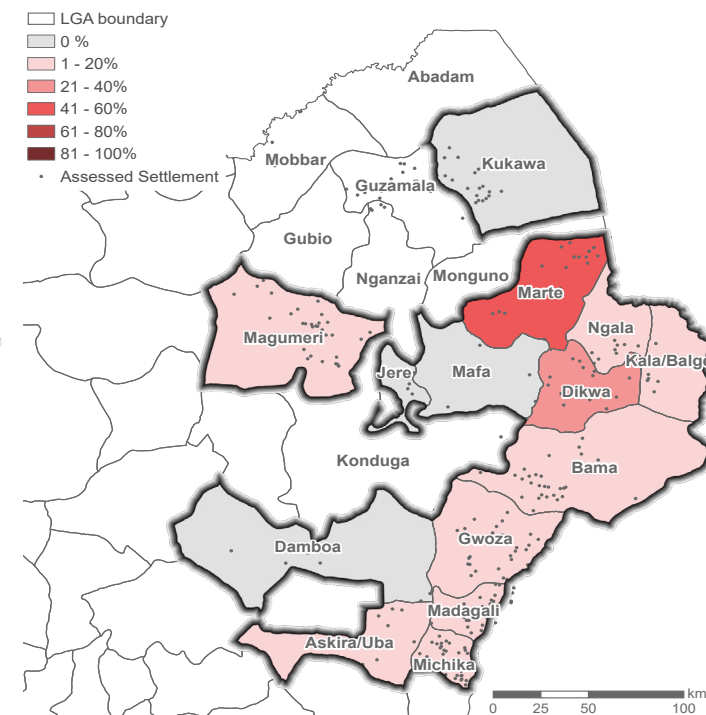 LGA boundary
0 %
1 - 20%
21 - 40%
41 - 60%
61 - 80%
81 - 100%
Assessed Settlement
Abadam
Mobbar
Kukawa
Guzamala
Gubio
Nganzai
Monguno
Marte
Ngala
Magumeri
Kala/Balge
Jere
Mafa
Dikwa
Konduga
Bama
Damboa
Gwoza
Madagali
Askira/Uba
Michika
km
0 25 50 100